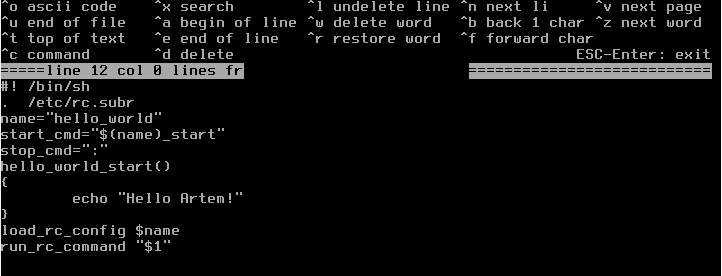 ^o ascii code ^x search ^l undelete line ^n next li ^v next page
^u end of file ^a begin of line ^w delete word ^b back 1 char ^z next word
^t top of text ^e end of line ^r restore word ^f forward char
^c command ^d delete ESC-Enter: exit
=====line 12 col 0 lines fr ===========================
#! /bin/sh
. /etc/rc.subr
name="hello_world"
start_cmd="$(name)_start"
stop_cmd=":"
hello_world_start()
{
echo "Hello Artem!"
}
load_rc_config $name
run_rc_command "$1"